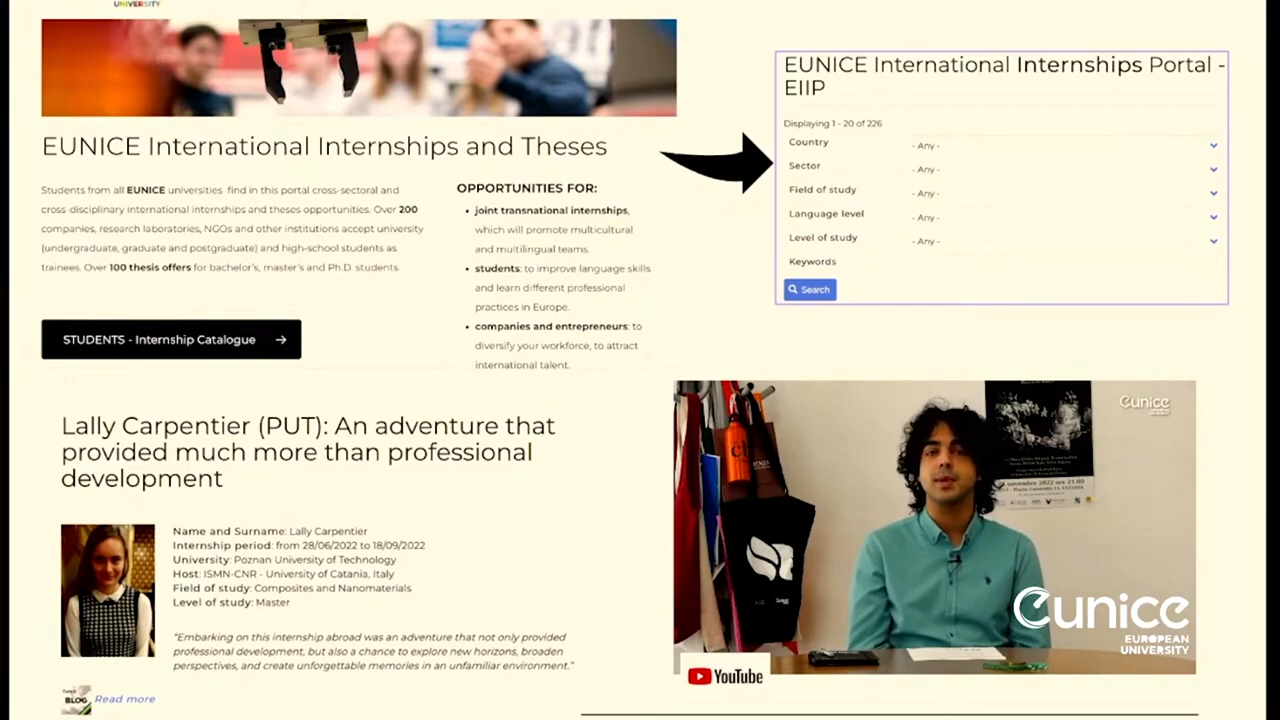 UNIVERSITY
EUNICE International Internships and Theses
Students from all EUNICE universities find in this portal cross-sectoral and
cross-disciplinary international internships and theses opportunities. Over 200
companies, research laboratories, NGOs and other institutions accept university
(undergraduate, graduate and postgraduate) and high-school students as
trainees. Over 100 thesis offers for bachelor's, master's and Ph.D. students.
STUDENTS - Internship Catalogue →
OPPORTUNITIES FOR:
• joint transnational internships,
which will promote multicultural
and multilingual teams.
• students: to improve language skills
and learn different professional
practices in Europe.
• companies and entrepreneurs: to
diversify your workforce, to attract
international talent.
EUNICE International Internships Portal -
EIIP
Displaying 1 - 20 of 226
Country - Any -
Sector - Any -
Field of study - Any -
Language level - Any -
Level of study - Any -
Keywords
Search
Lally Carpentier (PUT): An adventure that
provided much more than professional
development
Name and Surname: Lally Carpentier
Internship period: from 28/06/2022 to 18/09/2022
University: Poznan University of Technology
Host: ISMN-CNR - University of Catania, Italy
Field of study: Composites and Nanomaterials
Level of study: Master
"Embarking on this internship abroad was an adventure that not only provided
professional development, but also a chance to explore new horizons, broaden
perspectives, and create unforgettable memories in an unfamiliar environment."
BLOG Read more
eunice
novembre 2022 ore 21.00
eunice
EUROPEAN
UNIVERSITY
YouTube